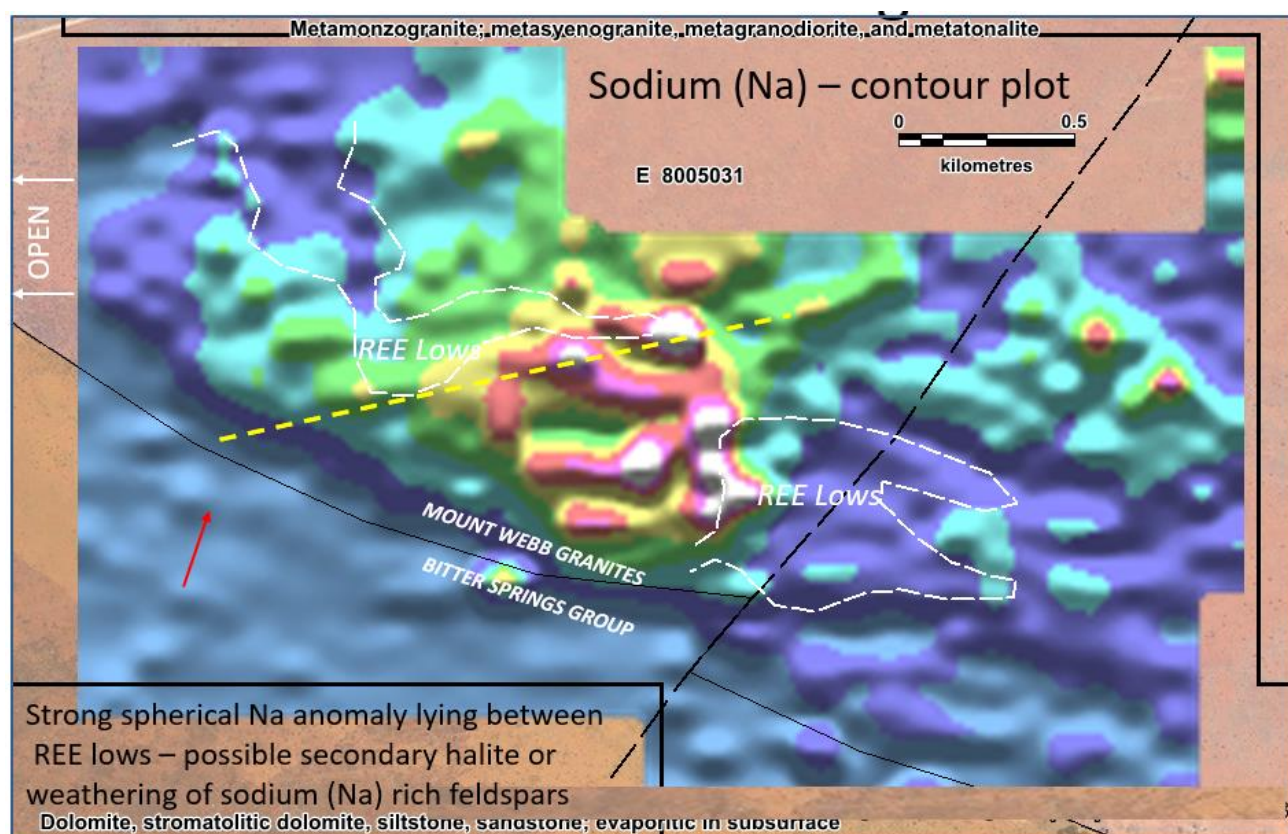 Metamonzogranite; metasyenogranite, metagranodiorite, and metatonalite
Sodium (Na) – contour plot
0 0.5
kilometres
E 8005031
OPEN
REE Lows
REE Lows
MOUNT WEBB GRANITES
BITTER SPRINGS GROUP
Strong spherical Na anomaly lying between
REE lows – possible secondary halite or
weathering of sodium (Na) rich feldspars
Dolomite, stromatolitic dolomite, siltstone, sandstone; evaporitic in subsurface